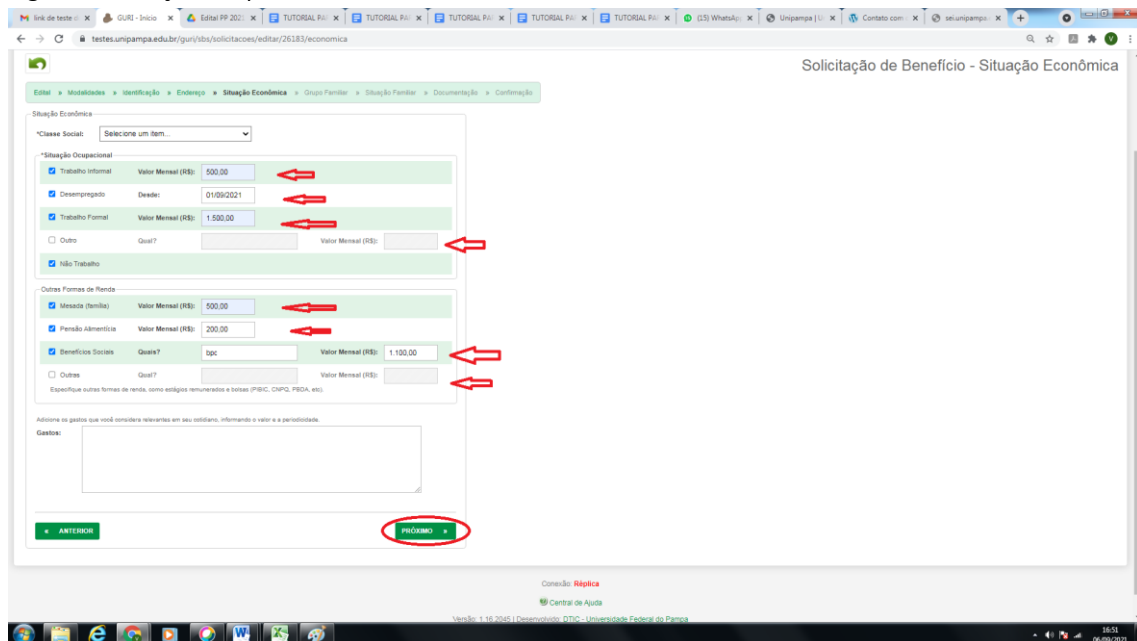 link de teste d
GURI - Início
Edital PP 2021
TUTORIAL PA
TUTORIAL PA
TUTORIAL PA
TUTORIAL PA
TUTORIAL PA
(15) WhatsAp
Unipampa | U
Contato com
sei.unipampa.
testes.unipampa.edu.br/guri/sbs/solicitacoes/editar/26183/economica
Solicitação de Benefício - Situação Econômica
Edital » Modalidades » Identificação » Endereço » Situação Econômica » Grupo Familiar » Situação Familiar » Documentação » Confirmação
Situação Econômica
*Classe Social: Selecione um item...
*Situação Ocupacional
Trabalho Informal Valor Mensal (R$): 500,00
Desempregado Desde: 01/09/2021
Trabalho Formal Valor Mensal (R$): 1.500,00
Outro Qual? Valor Mensal (R$):
Não Trabalho
Outras Formas de Renda
Mesada (família) Valor Mensal (R$): 500,00
Pensão Alimentícia Valor Mensal (R$): 200,00
Benefícios Sociais Quais? bpc Valor Mensal (R$): 1.100,00
Outras Qual? Valor Mensal (R$):
Especifique outras formas de renda, como estágios remunerados e bolsas (PIBIC, CNPQ, PBDA, etc).
Adicione os gastos que você considera relevantes em seu cotidiano, informando o valor e a periodicidade.
Gastos:
« ANTERIOR
PRÓXIMO »
Conexão: Réplica
Central de Ajuda
Versão: 1.16.2045 | Desenvolvido: DTIC - Universidade Federal do Pampa
16:51
06/09/2021